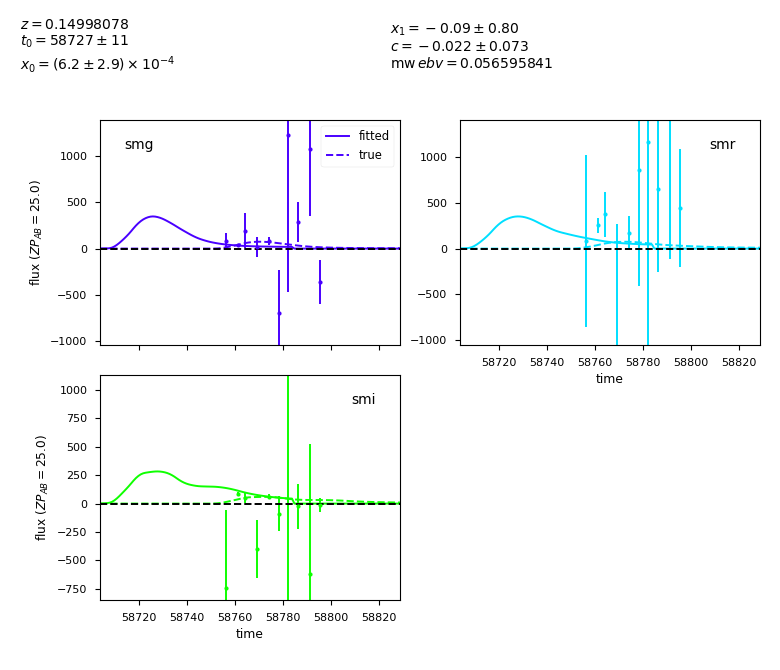 z = 0.14998078
t₀ = 58727 ± 11
x₀ = (6.2 ± 2.9) × 10⁻⁴
x₁ = −0.09 ± 0.80
c = −0.022 ± 0.073
mw ebv = 0.056595841
smg
fitted
true
1000
500
0
−500
−1000
flux (ZP_AB = 25.0)
smr
1000
500
0
−500
−1000
58720 58740 58760 58780 58800 58820
time
smi
1000
750
500
250
0
−250
−500
−750
flux (ZP_AB = 25.0)
58720 58740 58760 58780 58800 58820
time